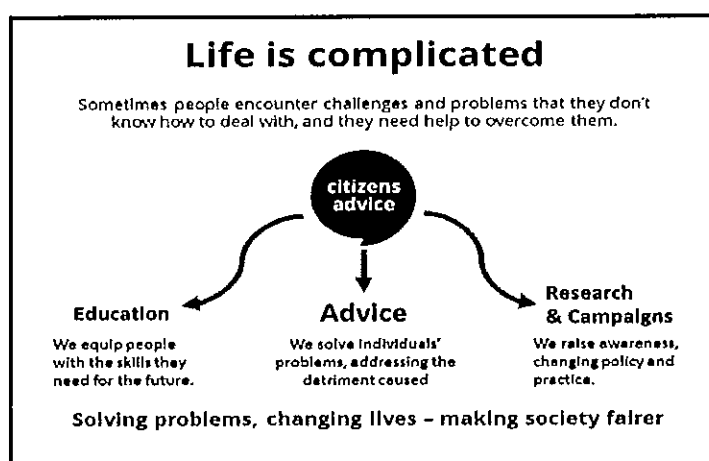 Life is complicated
Sometimes people encounter challenges and problems that they don't
know how to deal with, and they need help to overcome them.
citizens
advice
Education
We equip people
with the skills they
need for the future.
Advice
We solve individuals'
problems, addressing the
detriment caused
Research
& Campaigns
We raise awareness,
changing policy and
practice.
Solving problems, changing lives – making society fairer